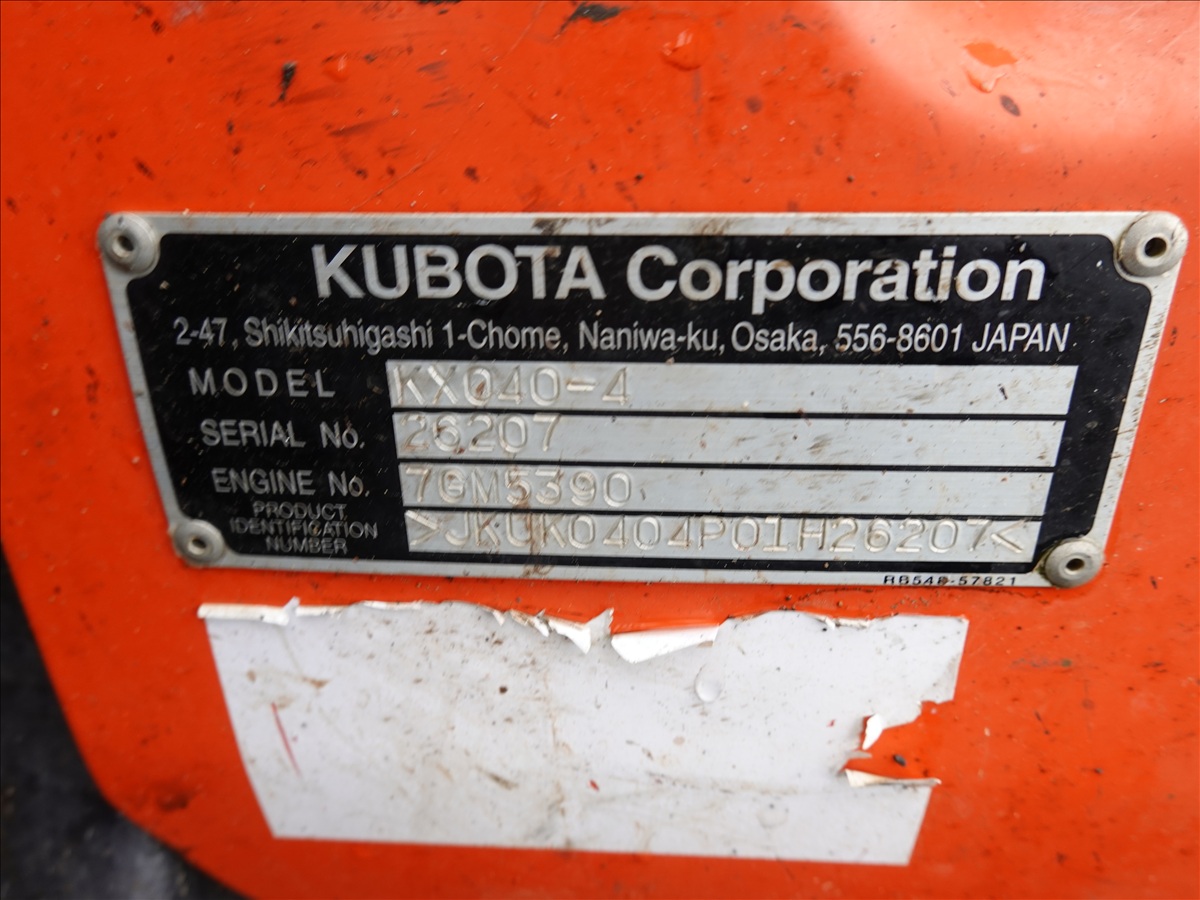 KUBOTA Corporation
2-47, Shikitsuhigashi 1-Chome, Naniwa-ku, Osaka, 556-8601 JAPAN
MODEL KX040-4
SERIAL No. 26207
ENGINE No. 7GM5390
PRODUCT IDENTIFICATION NUMBER >JKUK0404P01H26207<
RB548-57821